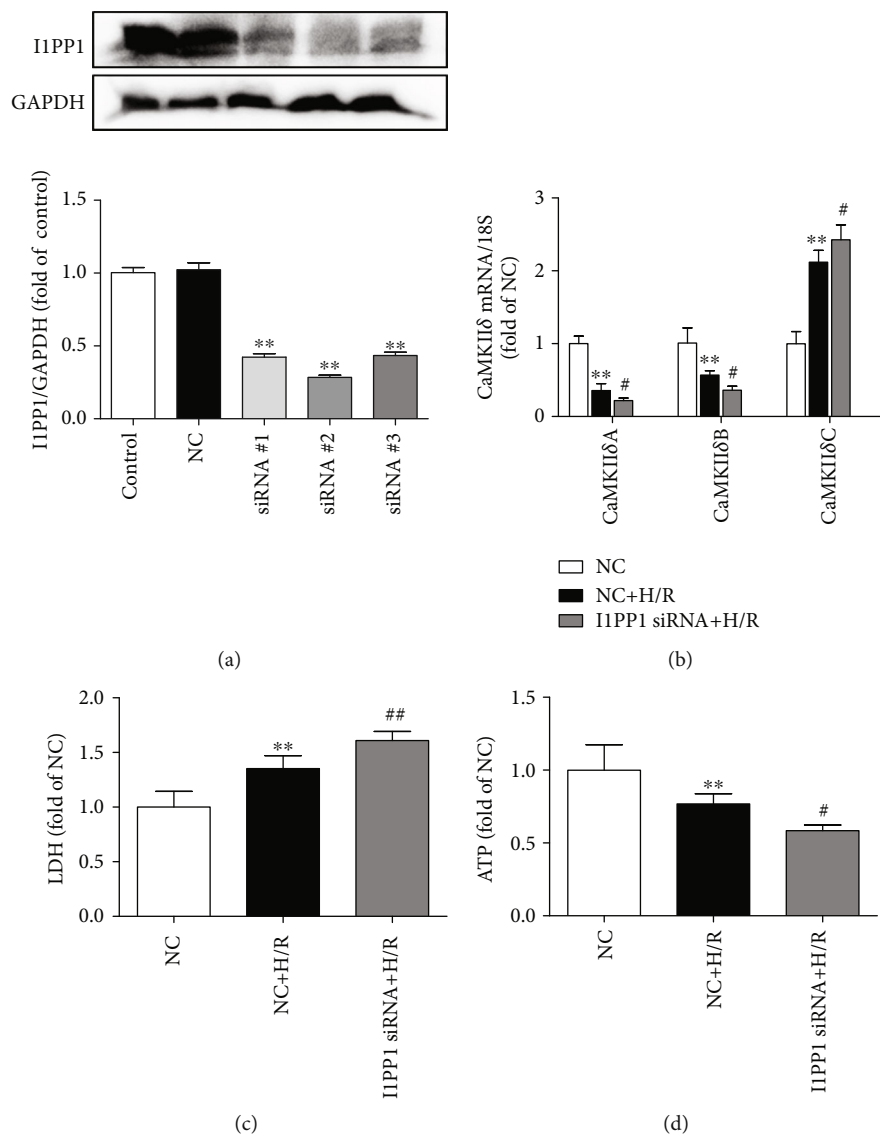 I1PP1
GAPDH
I1PP1/GAPDH (fold of control)
1.5
1.0
0.5
0.0
**
**
**
Control
NC
siRNA #1
siRNA #2
siRNA #3
(a)
CaMKIIδ mRNA/18S
(fold of NC)
3
2
1
0
**
#
**
#
**
#
CaMKIIδA
CaMKIIδB
CaMKIIδC
NC
NC+H/R
I1PP1 siRNA+H/R
(b)
LDH (fold of NC)
2.0
1.5
1.0
0.5
0.0
**
##
NC
NC+H/R
I1PP1 siRNA+H/R
(c)
ATP (fold of NC)
1.5
1.0
0.5
0.0
**
#
NC
NC+H/R
I1PP1 siRNA+H/R
(d)